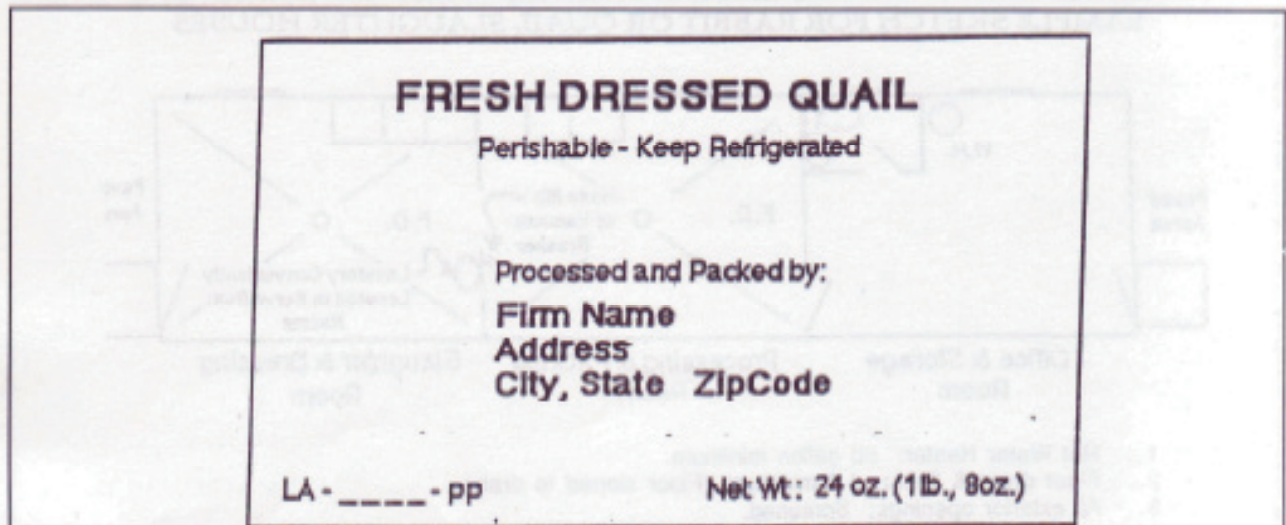 FRESH DRESSED QUAIL
Perishable - Keep Refrigerated
Processed and Packed by:
Firm Name
Address
City, State ZipCode
LA - _ _ _ _ - pp Net Wt: 24 oz. (1lb., 8oz.)